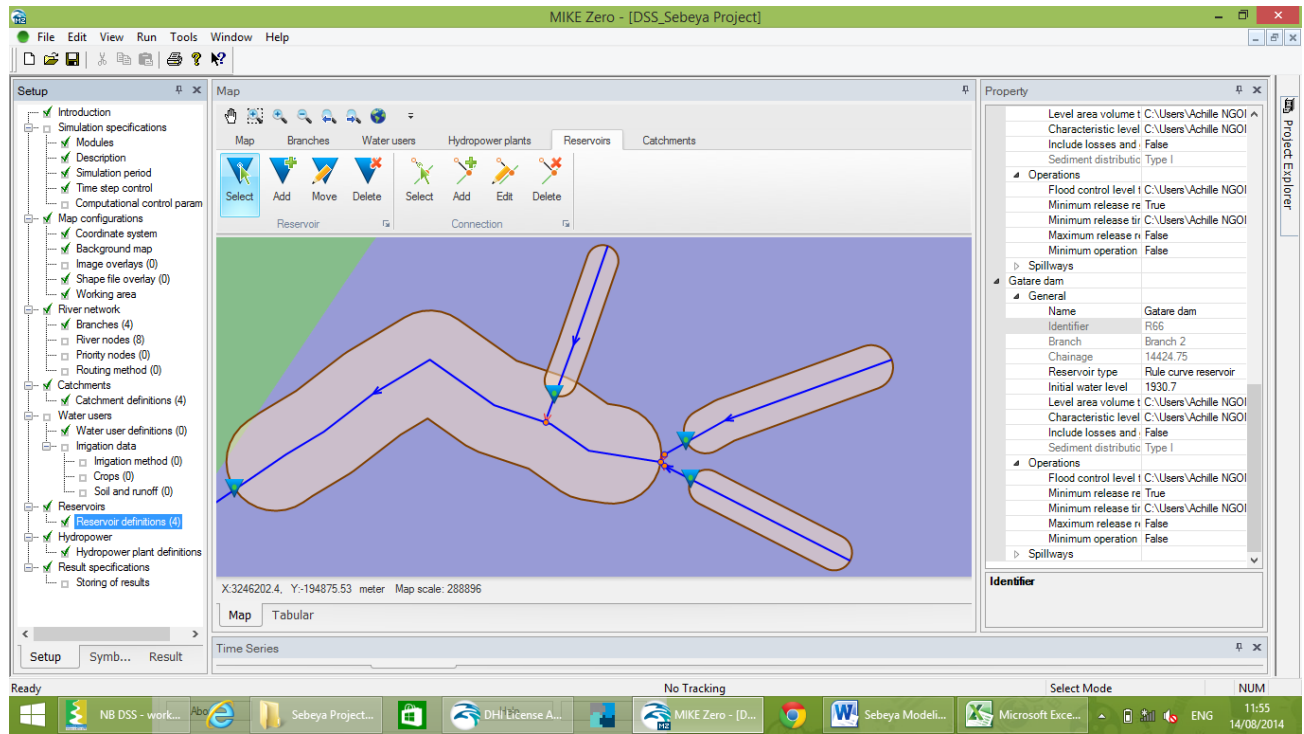 MIKE Zero - [DSS_Sebeya Project]
File Edit View Run Tools Window Help
Setup
Introduction
Simulation specifications
Modules
Description
Simulation period
Time step control
Computational control param
Map configurations
Coordinate system
Background map
Image overlays (0)
Shape file overlay (0)
Working area
River network
Branches (4)
River nodes (8)
Priority nodes (0)
Routing method (0)
Catchments
Catchment definitions (4)
Water users
Water user definitions (0)
Irrigation data
Irrigation method (0)
Crops (0)
Soil and runoff (0)
Reservoirs
Reservoir definitions (4)
Hydropower
Hydropower plant definitions
Result specifications
Storing of results
Setup Symb... Result
Map
Map Branches Water users Hydropower plants Reservoirs Catchments
Select Add Move Delete Select Add Edit Delete
Reservoir Connection
X:3246202.4, Y:-194875.53 meter Map scale: 288896
Map Tabular
Time Series
Property
Level area volume t C:\Users\Achille NGOI
Characteristic level C:\Users\Achille NGOI
Include losses and False
Sediment distributic Type I
Operations
Flood control level t C:\Users\Achille NGOI
Minimum release re True
Minimum release tir C:\Users\Achille NGOI
Maximum release re False
Minimum operation False
Spillways
Gatare dam
General
Name Gatare dam
Identifier R66
Branch Branch 2
Chainage 14424.75
Reservoir type Rule curve reservoir
Initial water level 1930.7
Level area volume t C:\Users\Achille NGOI
Characteristic level C:\Users\Achille NGOI
Include losses and False
Sediment distributic Type I
Operations
Flood control level t C:\Users\Achille NGOI
Minimum release re True
Minimum release tir C:\Users\Achille NGOI
Maximum release re False
Minimum operation False
Spillways
Identifier
Project Explorer
Ready No Tracking Select Mode NUM
NB DSS - work... Sebeya Project... DHI License A... MIKE Zero - [D... Sebeya Modeli... Microsoft Exce... ENG 11:55
14/08/2014